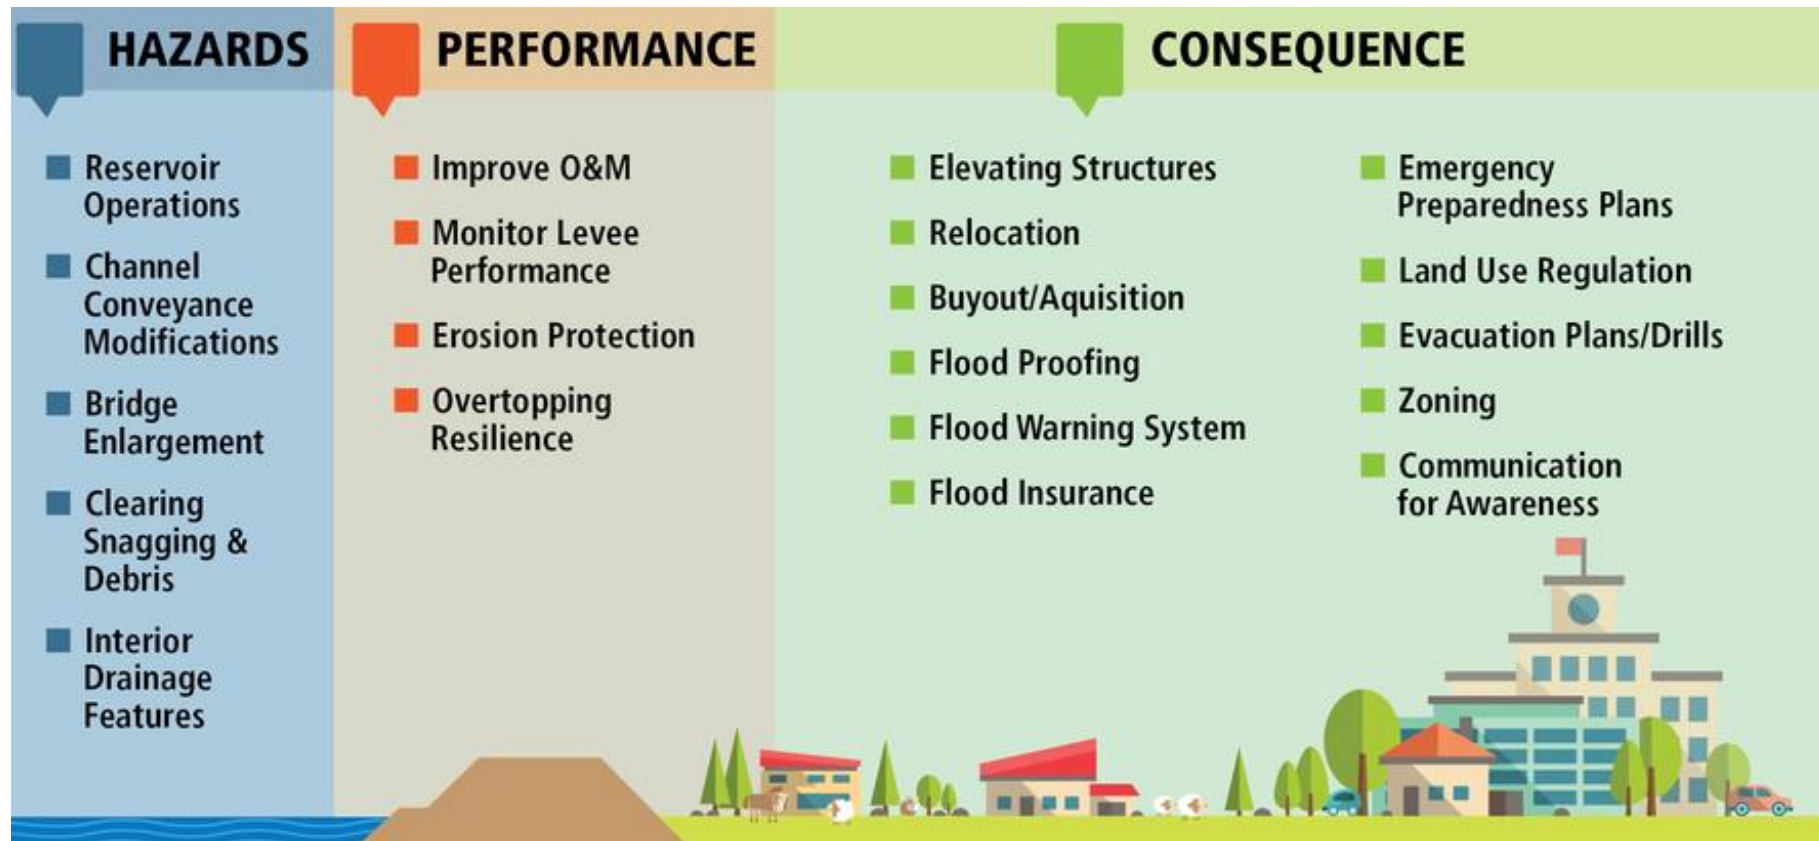 HAZARDS
Reservoir
Operations
Channel
Conveyance
Modifications
Bridge
Enlargement
Clearing
Snagging &
Debris
Interior
Drainage
Features
PERFORMANCE
Improve O&M
Monitor Levee
Performance
Erosion Protection
Overtopping
Resilience
CONSEQUENCE
Elevating Structures
Relocation
Buyout/Aquisition
Flood Proofing
Flood Warning System
Flood Insurance
Emergency
Preparedness Plans
Land Use Regulation
Evacuation Plans/Drills
Zoning
Communication
for Awareness